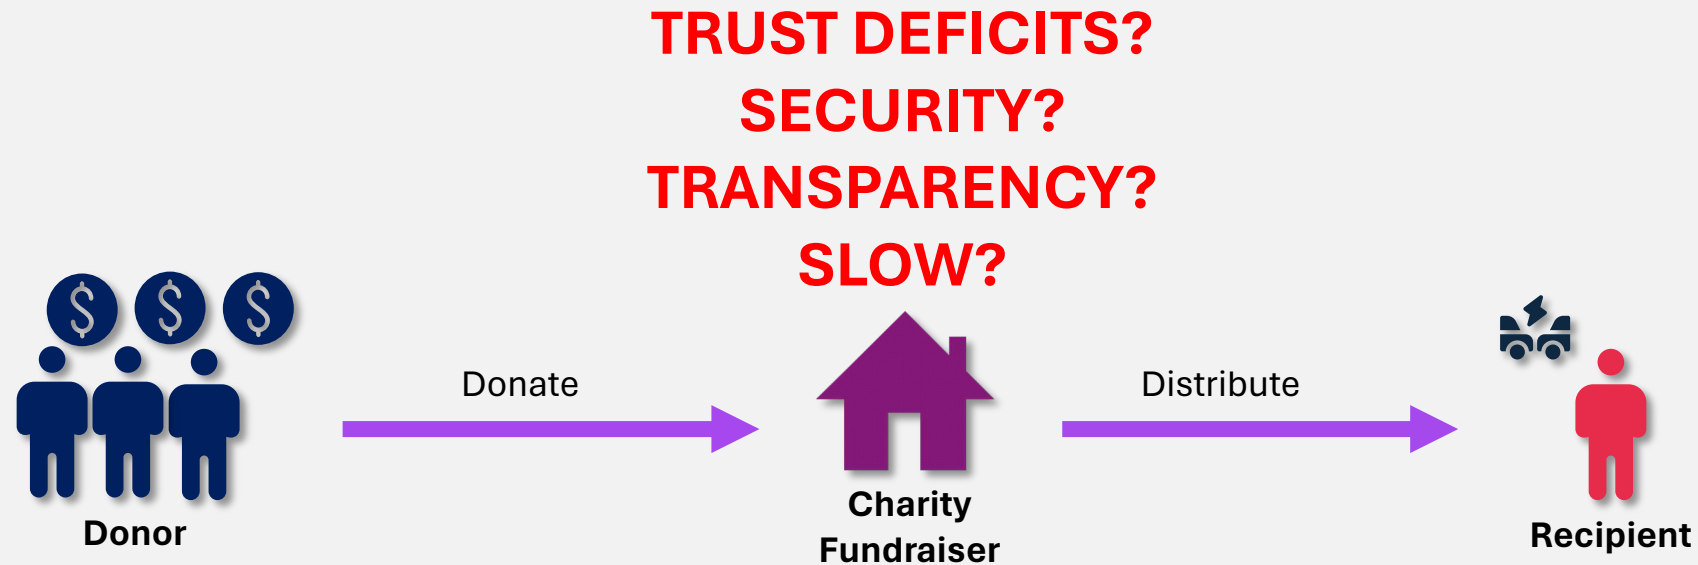 TRUST DEFICITS?
SECURITY?
TRANSPARENCY?
SLOW?
$ $ $
Donate
Distribute
Donor
Charity
Fundraiser
Recipient